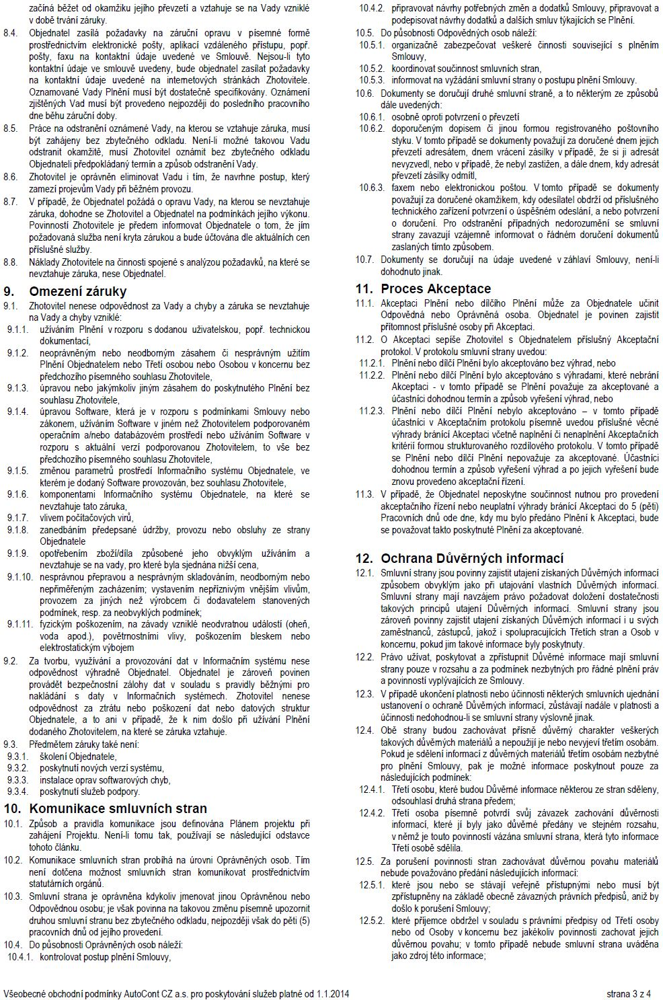 začíná běžet od okamžiku jejího převzetí a vztahuje se na Vady vzniklé
v době trvání záruky.
8.4. Objednatel zasílá požadavky na záruční opravu v písemné formě
prostřednictvím elektronické pošty, aplikací vzdáleného přístupu, popř.
pošty, faxu na kontaktní údaje uvedené ve Smlouvě. Nejsou-li tyto
kontaktní údaje ve smlouvě uvedeny, bude objednatel zasílat požadavky
na kontaktní údaje uvedené na internetových stránkách Zhotovitele.
Oznamované Vady Plnění musí být dostatečně specifikovány. Oznámení
zjištěných Vad musí být provedeno nejpozději do posledního pracovního
dne běhu záruční doby.
8.5. Práce na odstranění oznámené Vady, na kterou se vztahuje záruka, musí
být zahájeny bez zbytečného odkladu. Není-li možné takovou Vadu
odstranit okamžitě, musí Zhotovitel oznámit bez zbytečného odkladu
Objednateli předpokládaný termín a způsob odstranění Vady.
8.6. Zhotovitel je oprávněn eliminovat Vadu i tím, že navrhne postup, který
zamezí projevům Vady při běžném provozu.
8.7. V případě, že Objednatel požádá o opravu Vady, na kterou se nevztahuje
záruka, dohodne se Zhotovitel a Objednatel na podmínkách jejího výkonu.
Povinností Zhotovitele je předem informovat Objednatele o tom, že jím
požadovaná služba není kryta zárukou a bude účtována dle aktuálních cen
příslušné služby.
8.8. Náklady Zhotovitele na činnosti spojené s analýzou požadavků, na které se
nevztahuje záruka, nese Objednatel.
9. Omezení záruky
9.1. Zhotovitel nenese odpovědnost za Vady a chyby a záruka se nevztahuje
na Vady a chyby vzniklé:
9.1.1. užíváním Plnění v rozporu s dodanou uživatelskou, popř. technickou
dokumentací,
9.1.2. neoprávněným nebo neodborným zásahem či nesprávným užitím
Plnění Objednatelem nebo Třetí osobou nebo Osobou v koncernu bez
předchozího písemného souhlasu Zhotovitele,
9.1.3. úpravou nebo jakýmkoliv jiným zásahem do poskytnutého Plnění bez
souhlasu Zhotovitele,
9.1.4. úpravou Software, která je v rozporu s podmínkami Smlouvy nebo
zákonem, užíváním Software v jiném než Zhotovitelem podporovaném
operačním a/nebo databázovém prostředí nebo užíváním Software v
rozporu s aktuální verzí podporovanou Zhotovitelem, to vše bez
předchozího písemného souhlasu Zhotovitele,
9.1.5. změnou parametrů prostředí Informačního systému Objednatele, ve
kterém je dodaný Software provozován, bez souhlasu Zhotovitele,
9.1.6. komponentami Informačního systému Objednatele, na které se
nevztahuje tato záruka,
9.1.7. vlivem počítačových virů,
9.1.8. zanedbáním předepsané údržby, provozu nebo obsluhy ze strany
Objednatele
9.1.9. opotřebením zboží/díla způsobené jeho obvyklým užíváním a
nevztahuje se na vady, pro které byla sjednána nižší cena,
9.1.10. nesprávnou přepravou a nesprávným skladováním, neodborným nebo
nepřiměřeným zacházením; vystavením nepříznivým vnějším vlivům,
provozem za jiných než výrobcem či dodavatelem stanovených
podmínek, resp. za neobvyklých podmínek;
9.1.11. fyzickým poškozením, na závady vzniklé neodvratnou událostí (oheň,
voda apod.), povětrnostními vlivy, poškozením bleskem nebo
elektrostatickým výbojem
9.2. Za tvorbu, využívání a provozování dat v Informačním systému nese
odpovědnost výhradně Objednatel. Objednatel je zároveň povinen
provádět bezpečnostní zálohy dat v souladu s pravidly běžnými pro
nakládání s daty v Informačních systémech. Zhotovitel nenese
odpovědnost za ztrátu nebo poškození dat nebo datových struktur
Objednatele, a to ani v případě, že k nim došlo při užívání Plnění
dodaného Zhotovitelem, na které se záruka vztahuje.
9.3. Předmětem záruky také není:
9.3.1. školení Objednatele,
9.3.2. poskytnutí nových verzí systému,
9.3.3. instalace oprav softwarových chyb,
9.3.4. poskytnutí služeb podpory.
10. Komunikace smluvních stran
10.1. Způsob a pravidla komunikace jsou definována Plánem projektu při
zahájení Projektu. Není-li tomu tak, používají se následující odstavce
tohoto článku.
10.2. Komunikace smluvních stran probíhá na úrovni Oprávněných osob. Tím
není dotčena možnost smluvních stran komunikovat prostřednictvím
statutárních orgánů.
10.3. Smluvní strana je oprávněna kdykoliv jmenovat jinou Oprávněnou nebo
Odpovědnou osobu; je však povinna na takovou změnu písemně upozornit
druhou smluvní stranu bez zbytečného odkladu, nejpozději však do pěti (5)
pracovních dnů od jejího provedení.
10.4. Do působnosti Oprávněných osob náleží:
10.4.1. kontrolovat postup plnění Smlouvy,
10.4.2. připravovat návrhy potřebných změn a dodatků Smlouvy, připravovat a
podepisovat návrhy dodatků a dalších smluv týkajících se Plnění.
10.5. Do působnosti Odpovědných osob náleží:
10.5.1. organizačně zabezpečovat veškeré činnosti související s plněním
Smlouvy,
10.5.2. koordinovat součinnost smluvních stran,
10.5.3. informovat na vyžádání smluvní strany o postupu plnění Smlouvy.
10.6. Dokumenty se doručují druhé smluvní straně, a to některým ze způsobů
dále uvedených:
10.6.1. osobně oproti potvrzení o převzetí
10.6.2. doporučeným dopisem či jinou formou registrovaného poštovního
styku. V tomto případě se dokumenty považují za doručené dnem jejich
převzetí adresátem, dnem vrácení zásilky v případě, že si ji adresát
nevyzvedl, nebo v případě, že nebyl zastižen, a dále dnem, kdy adresát
převzetí zásilky odmítl,
10.6.3. faxem nebo elektronickou poštou. V tomto případě se dokumenty
považují za doručené okamžikem, kdy odesílatel obdrží od příslušného
technického zařízení potvrzení o úspěšném odeslání, a nebo potvrzení
o doručení. Pro odstranění případných nedorozumění se smluvní
strany zavazují vzájemně informovat o řádném doručení dokumentů
zaslaných tímto způsobem.
10.7. Dokumenty se doručují na údaje uvedené v záhlaví Smlouvy, není-li
dohodnuto jinak.
11. Proces Akceptace
11.1. Akceptaci Plnění nebo dílčího Plnění může za Objednatele učinit
Odpovědná nebo Oprávněná osoba. Objednatel je povinen zajistit
přítomnost příslušné osoby při Akceptaci.
11.2. O Akceptaci sepíše Zhotovitel s Objednatelem příslušný Akceptační
protokol. V protokolu smluvní strany uvedou:
11.2.1. Plnění nebo dílčí Plnění bylo akceptováno bez výhrad, nebo
11.2.2. Plnění nebo dílčí Plnění bylo akceptováno s výhradami, které nebrání
Akceptaci - v tomto případě se Plnění považuje za akceptované a
účastníci dohodnou termín a způsob vyřešení výhrad, nebo
11.2.3. Plnění nebo dílčí Plnění nebylo akceptováno – v tomto případě
účastníci v Akceptačním protokolu písemně uvedou příslušné věcné
výhrady bránící Akceptaci včetně naplnění či nenaplnění Akceptačních
kritérií formou strukturovaného rozdílového protokolu. V tomto případě
se Plnění nebo dílčí Plnění nepovažuje za akceptované. Účastníci
dohodnou termín a způsob vyřešení výhrad a po jejich vyřešení bude
znovu provedeno akceptační řízení.
11.3. V případě, že Objednatel neposkytne součinnost nutnou pro provedení
akceptačního řízení nebo neuplatní výhrady bránící Akceptaci do 5 (pěti)
Pracovních dnů ode dne, kdy mu bylo předáno Plnění k Akceptaci, bude
se považovat takto poskytnuté Plnění za akceptované.
12. Ochrana Důvěrných informací
12.1. Smluvní strany jsou povinny zajistit utajení získaných Důvěrných informací
způsobem obvyklým jako při utajování vlastních Důvěrných informací.
Smluvní strany mají navzájem právo požadovat doložení dostatečnosti
takových principů utajení Důvěrných informací. Smluvní strany jsou
zároveň povinny zajistit utajení získaných Důvěrných informací i u svých
zaměstnanců, zástupců, jakož i spolupracujících Třetích stran a Osob v
koncernu, pokud jim takové informace byly poskytnuty.
12.2. Právo užívat, poskytovat a zpřístupnit Důvěrné informace mají smluvní
strany pouze v rozsahu a za podmínek nezbytných pro řádné plnění práv
a povinností vyplývajících ze Smlouvy.
12.3. V případě ukončení platnosti nebo účinnosti některých smluvních ujednání
ustanovení o ochraně Důvěrných informací, zůstávají nadále v platnosti a
účinnosti nedohodnou-li se smluvní strany výslovně jinak.
12.4. Obě strany budou zachovávat přísně důvěrný charakter veškerých
takových důvěrných materiálů a nepoužijí je nebo nevyjeví třetím osobám.
Pokud je sdělení informací z důvěrných materiálů třetím osobám nezbytné
pro plnění Smlouvy, pak je možné informace poskytnout pouze za
následujících podmínek:
12.4.1. Třetí osobu, které budou Důvěrné informace některou ze stran sděleny,
odsouhlasí druhá strana předem;
12.4.2. Třetí osoba písemně potvrdí svůj závazek zachování důvěrnosti
informací, které jí byly jako důvěrné předány ve stejném rozsahu,
v němž je touto povinností vázána smluvní strana, která tyto informace
Třetí osobě sdělila.
12.5. Za porušení povinnosti stran zachovávat důvěrnou povahu materiálů
nebude považováno předání následujících informací:
12.5.1. které jsou nebo se stávají veřejně přístupnými nebo musí být
zpřístupněny na základě obecně závazných právních předpisů, aniž by
došlo k porušení Smlouvy;
12.5.2. které příjemce obdržel v souladu s právními předpisy od Třetí osoby
nebo od Osoby v koncernu bez jakékoliv povinnosti zachovat jejich
důvěrnou povahu; v tomto případě nebude smluvní strana uváděna
jako zdroj této informace;
Všeobecné obchodní podmínky AutoCont CZ a.s. pro poskytování služeb platné od 1.1.2014
strana 3 z 4